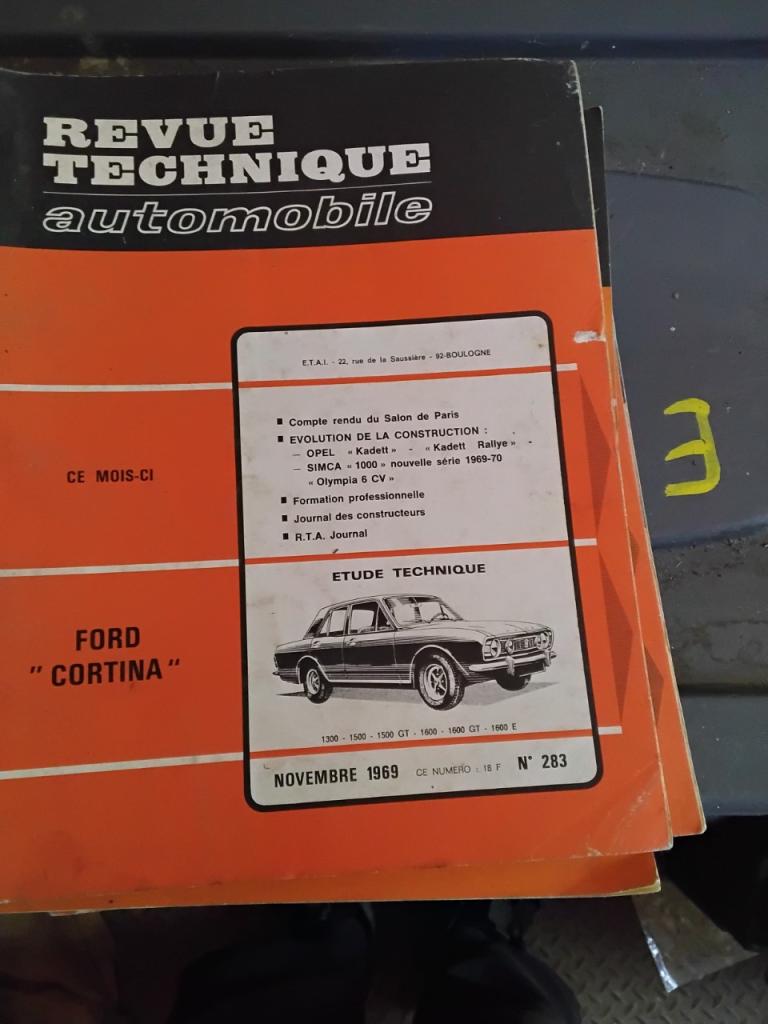 REVUE
TECHNIQUE
automobile
E.T.A.I. - 22, rue de la Saussière - 92-BOULOGNE
CE MOIS-CI
■ Compte rendu du Salon de Paris
■ EVOLUTION DE LA CONSTRUCTION :
— OPEL « Kadett » - « Kadett Rallye » -
— SIMCA « 1000 » nouvelle série 1969-70
« Olympia 6 CV »
■ Formation professionnelle
■ Journal des constructeurs
■ R.T.A. Journal
FORD
" CORTINA "
ETUDE TECHNIQUE
1300 - 1500 - 1500 GT - 1600 - 1600 GT - 1600 E
NOVEMBRE 1969 CE NUMERO : 18 F N° 283